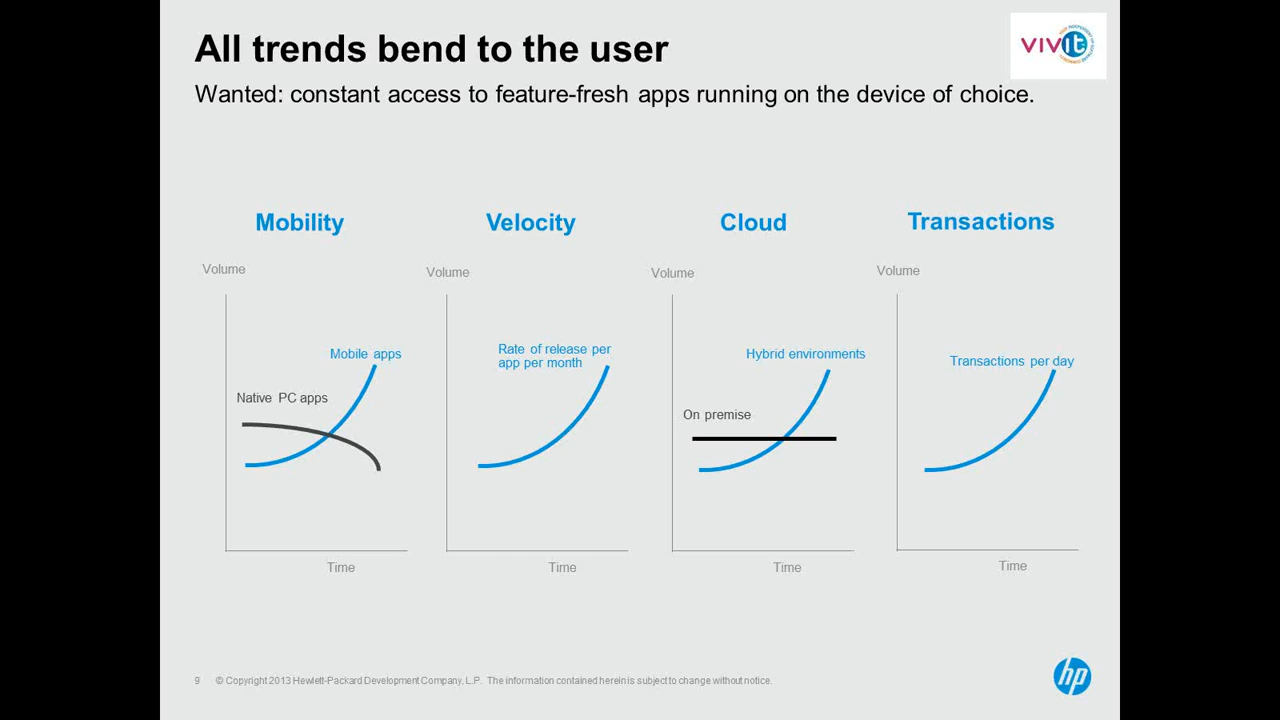 All trends bend to the user
Wanted: constant access to feature-fresh apps running on the device of choice.
VIVIT
Mobility
Velocity
Cloud
Transactions
Volume
Volume
Volume
Volume
Mobile apps
Native PC apps
Rate of release per
app per month
Hybrid environments
On premise
Transactions per day
Time
Time
Time
Time
9 © Copyright 2013 Hewlett-Packard Development Company, L.P. The information contained herein is subject to change without notice.
hp